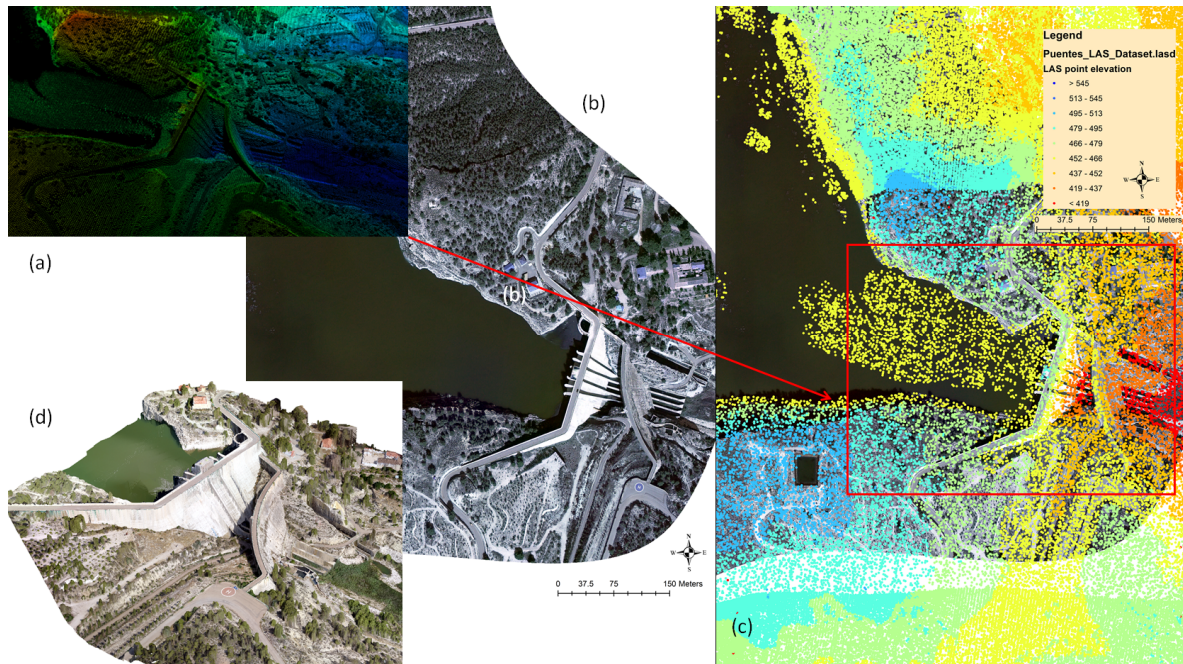 (a)
(b)
(b)
N
W E
S
0 37.5 75 150 Meters
Legend
Puentes_LAS_Dataset.lasd
LAS point elevation
> 545
513 - 545
495 - 513
479 - 495
466 - 479
452 - 466
437 - 452
419 - 437
< 419
N
W E
S
0 37.5 75 150 Meters
(c)
(d)